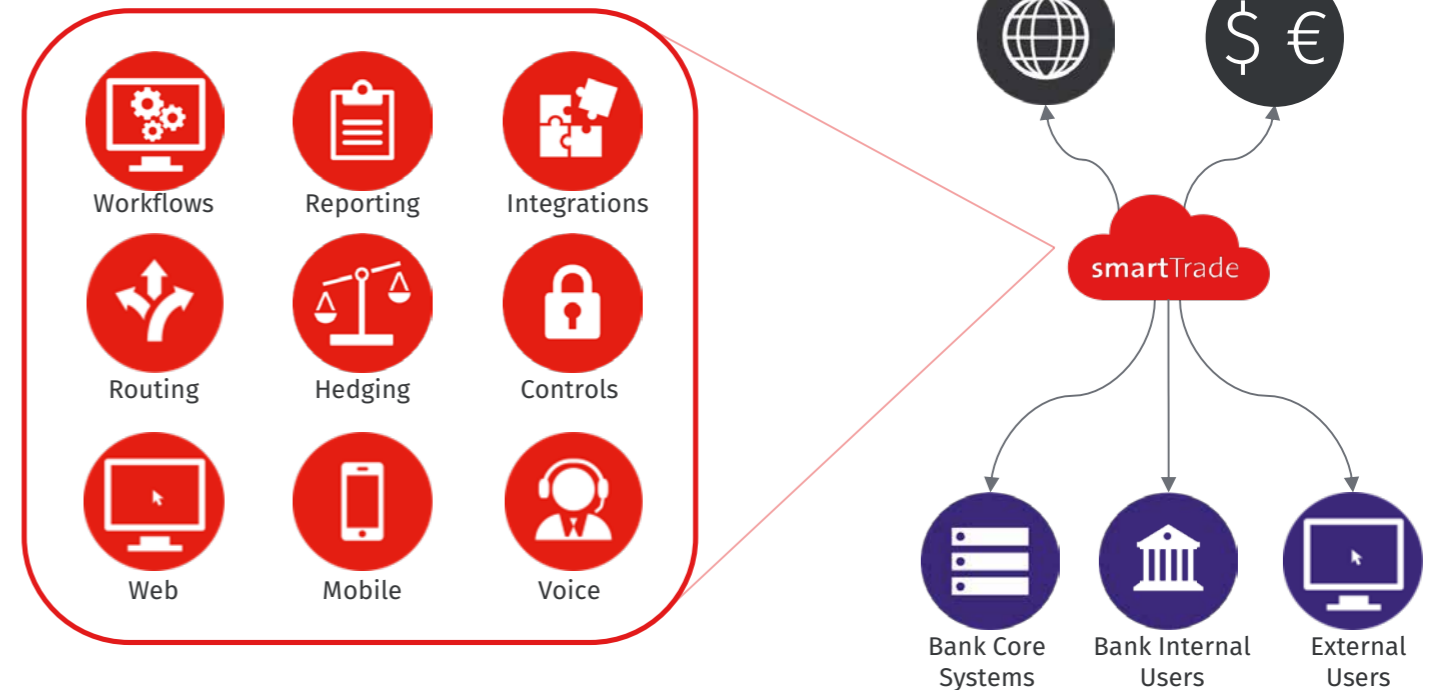 $ €
Workflows
Reporting
Integrations
smartTrade
Routing
Hedging
Controls
Web
Mobile
Voice
Bank Core
Systems
Bank Internal
Users
External
Users